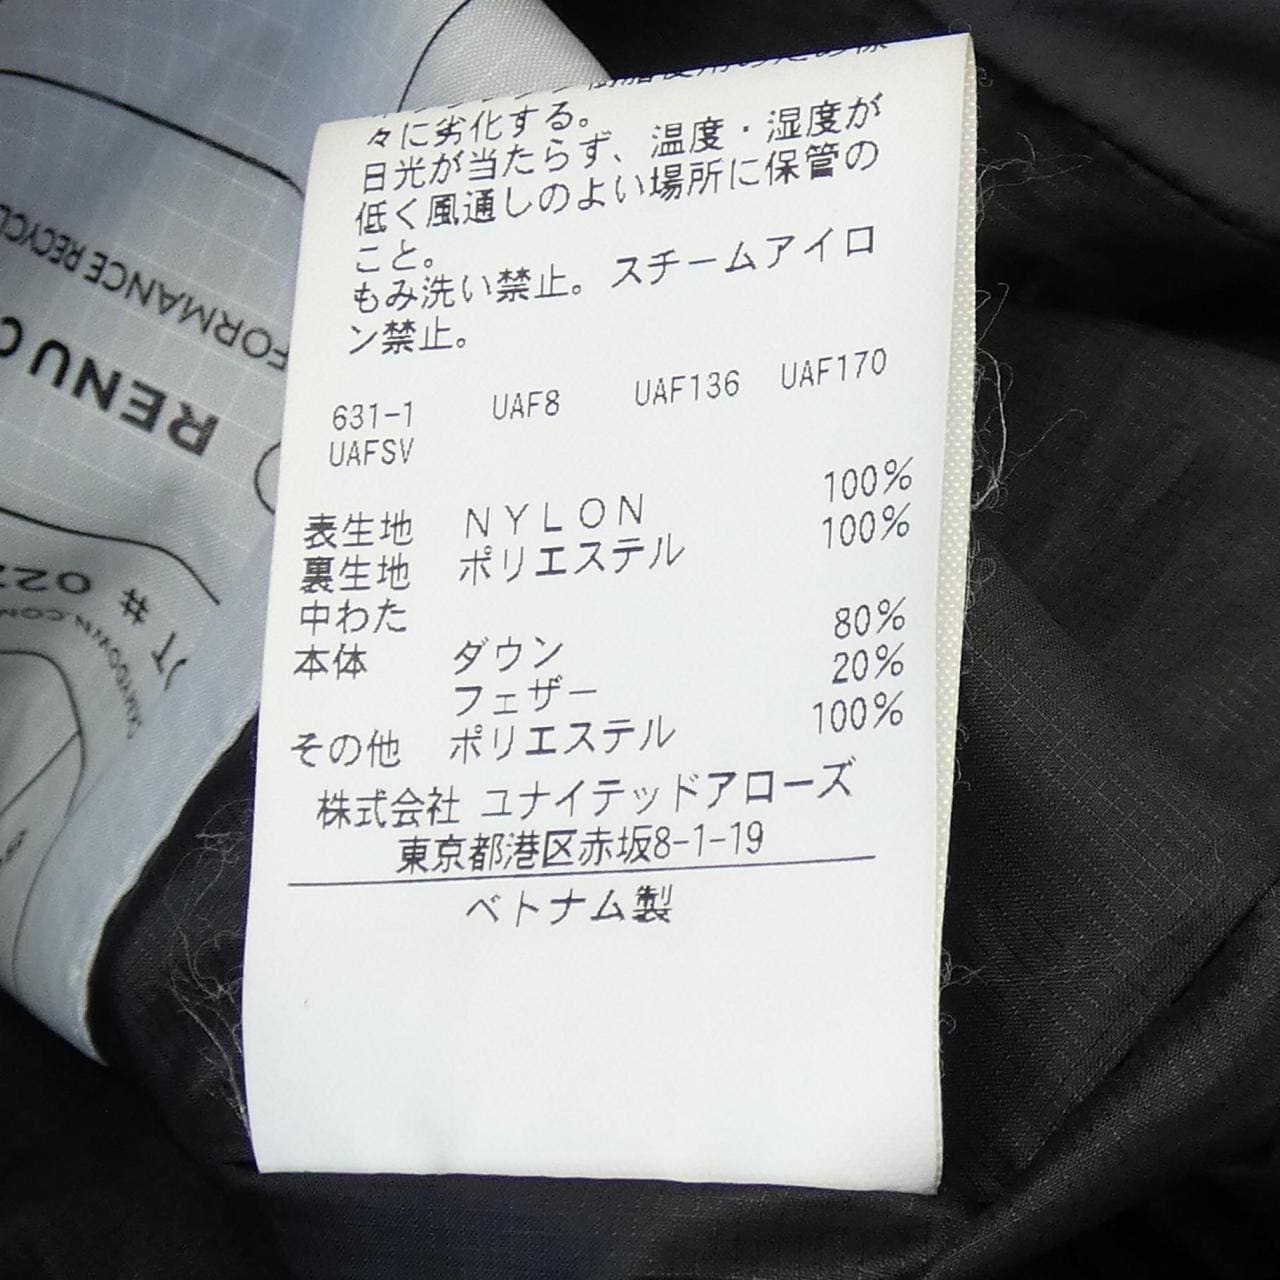 々に劣化する。
日光が当たらず、温度・湿度が
低く風通しのよい場所に保管の
こと。
もみ洗い禁止。スチームアイロ
ン禁止。
631-1 UAF8 UAF136 UAF170
UAFSV
表生地 NYLON 100%
裏生地 ポリエステル 100%
中わた
本体 ダウン 80%
フェザー 20%
その他 ポリエステル 100%
株式会社 ユナイテッドアローズ
東京都港区赤坂8-1-19
ベトナム製
RENU
FORMANCE RECYCL
# 022